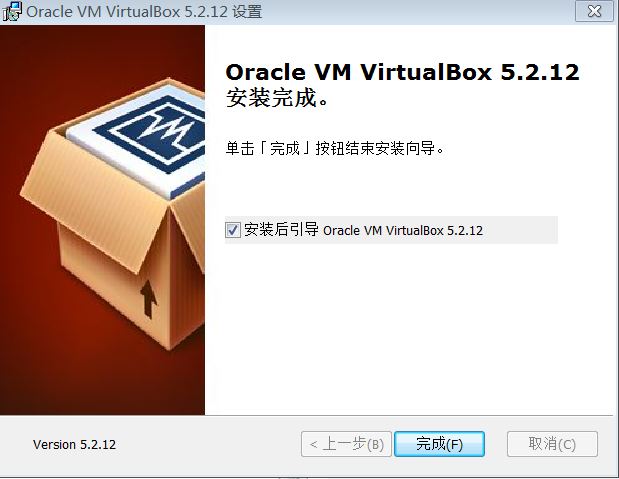 Oracle VM VirtualBox 5.2.12 设置
Oracle VM VirtualBox 5.2.12
安装完成。
单击「完成」按钮结束安装向导。
安装后引导 Oracle VM VirtualBox 5.2.12
Version 5.2.12
< 上一步(B)
完成(F)
取消(C)